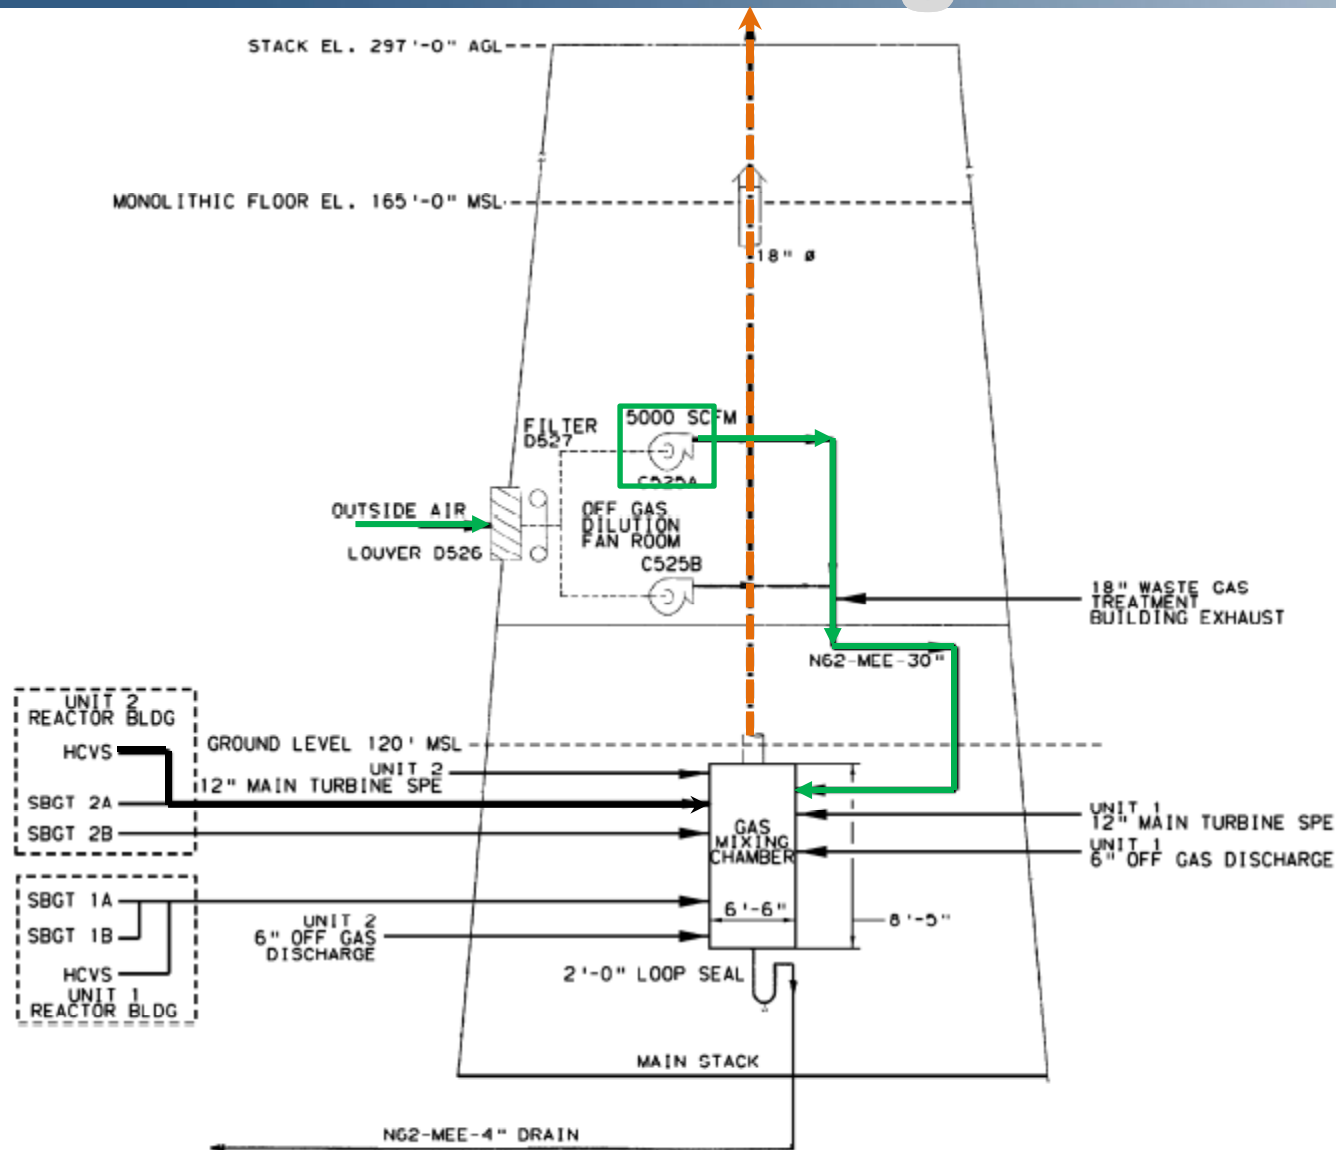 STACK EL. 297'-0" AGL
MONOLITHIC FLOOR EL. 165'-0" MSL
18" Ø
5000 SCFM
FILTER
D527
C525A
OUTSIDE AIR
LOUVER D526
OFF GAS
DILUTION
FAN ROOM
C525B
18" WASTE GAS
TREATMENT
BUILDING EXHAUST
N62-MEE-30"
UNIT 2
REACTOR BLDG
HCVS
SBGT 2A
SBGT 2B
GROUND LEVEL 120' MSL
UNIT 2
12" MAIN TURBINE SPE
GAS
MIXING
CHAMBER
UNIT 1
12" MAIN TURBINE SPE
UNIT 1
6" OFF GAS DISCHARGE
SBGT 1A
SBGT 1B
HCVS
UNIT 1
REACTOR BLDG
UNIT 2
6" OFF GAS
DISCHARGE
6'-6"
8'-5"
2'-0" LOOP SEAL
MAIN STACK
N62-MEE-4" DRAIN